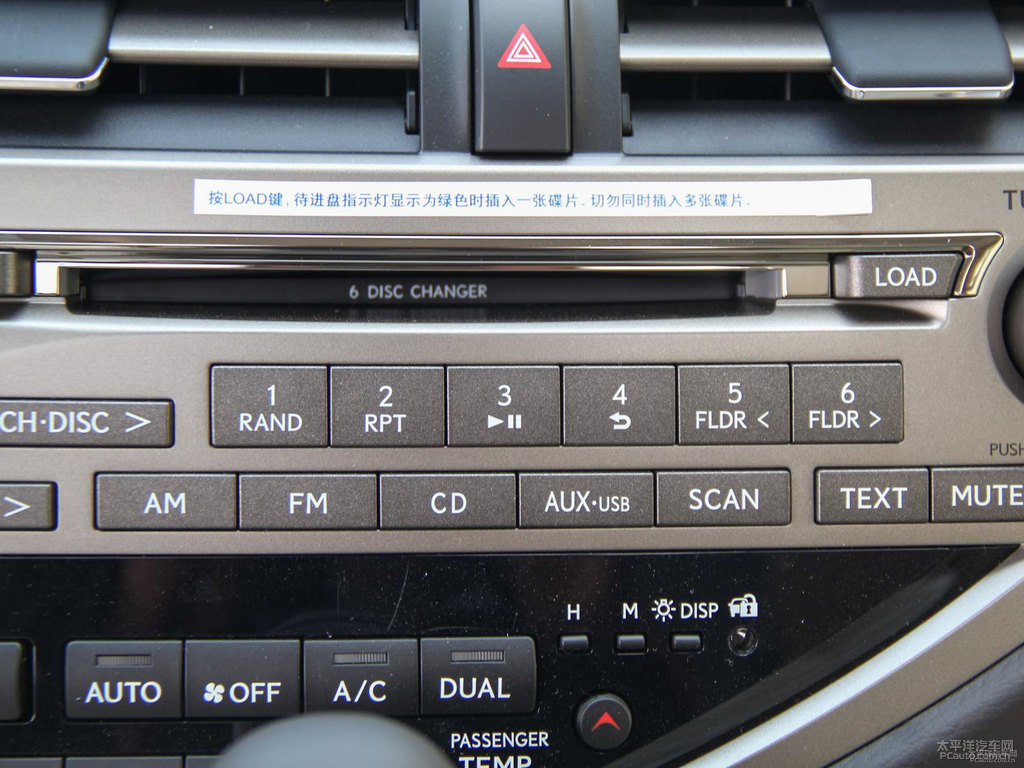 按LOAD键，待进盘指示灯显示为绿色时插入一张碟片．切勿同时插入多张碟片．
TU
6 DISC CHANGER
LOAD
CH·DISC >
1 RAND
2 RPT
3
4
5 FLDR <
6 FLDR >
PUSH
>
AM
FM
CD
AUX·USB
SCAN
TEXT
MUTE
H
M
DISP
AUTO
OFF
A/C
DUAL
PASSENGER
TEMP
太平洋汽车网
PCauto.com.cn